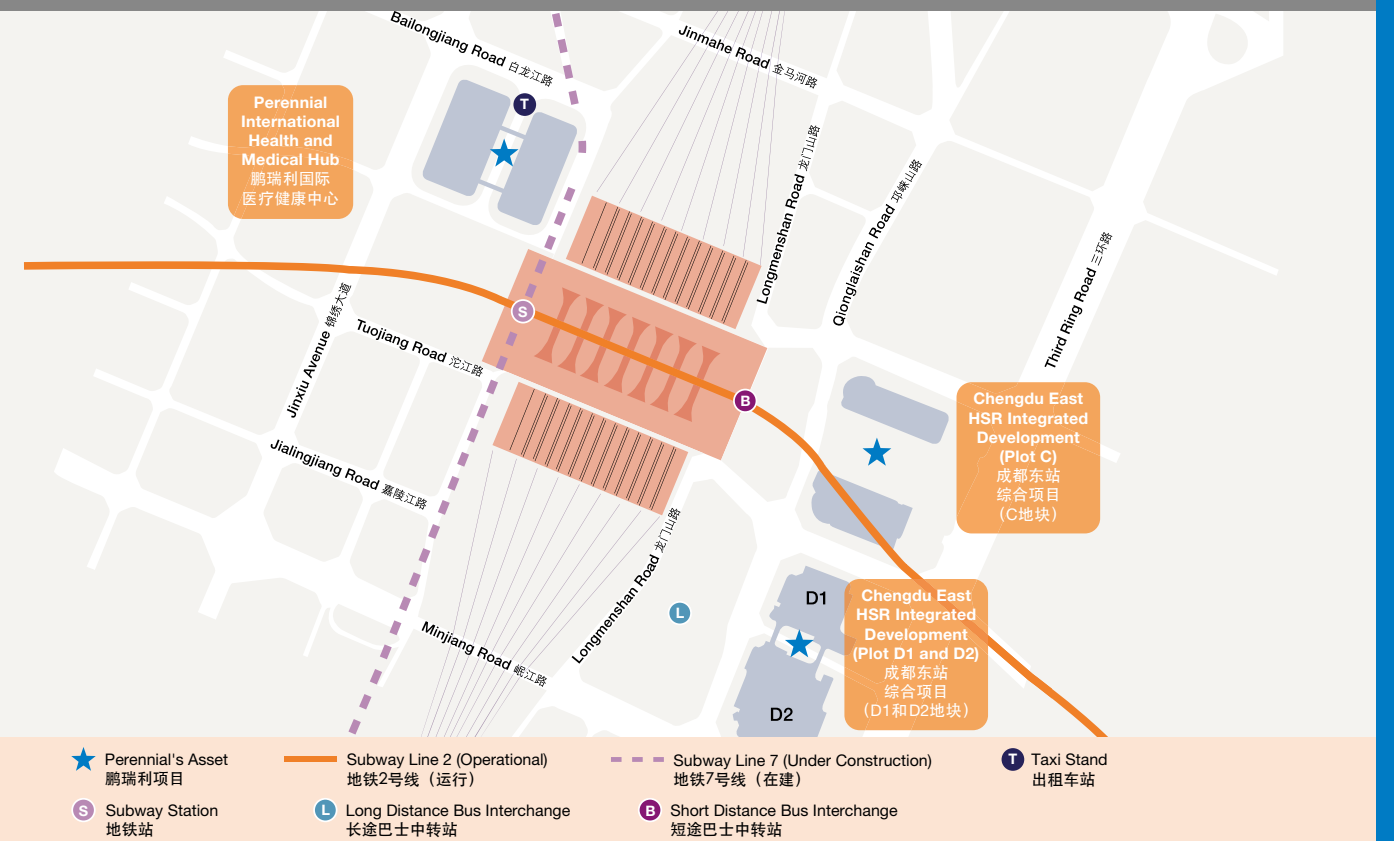 Bailongjiang Road 白龙江路
Jinmahe Road 金马河路
T
Perennial
International
Health and
Medical Hub
鹏瑞利国际
医疗健康中心
Longmenshan Road 龙门山路
Qionglaishan Road 邛崃山路
Third Ring Road 三环路
S
Jinxiu Avenue 锦绣大道
Tuojiang Road 沱江路
B
Chengdu East
HSR Integrated
Development
(Plot C)
成都东站
综合项目
（C地块）
Jialingjiang Road 嘉陵江路
Longmenshan Road 龙门山路
L
Minjiang Road 岷江路
D1
D2
Chengdu East
HSR Integrated
Development
(Plot D1 and D2)
成都东站
综合项目
（D1和D2地块）
Perennial's Asset
鹏瑞利项目
Subway Line 2 (Operational)
地铁2号线（运行）
Subway Line 7 (Under Construction)
地铁7号线（在建）
T Taxi Stand
出租车站
S Subway Station
地铁站
L Long Distance Bus Interchange
长途巴士中转站
B Short Distance Bus Interchange
短途巴士中转站